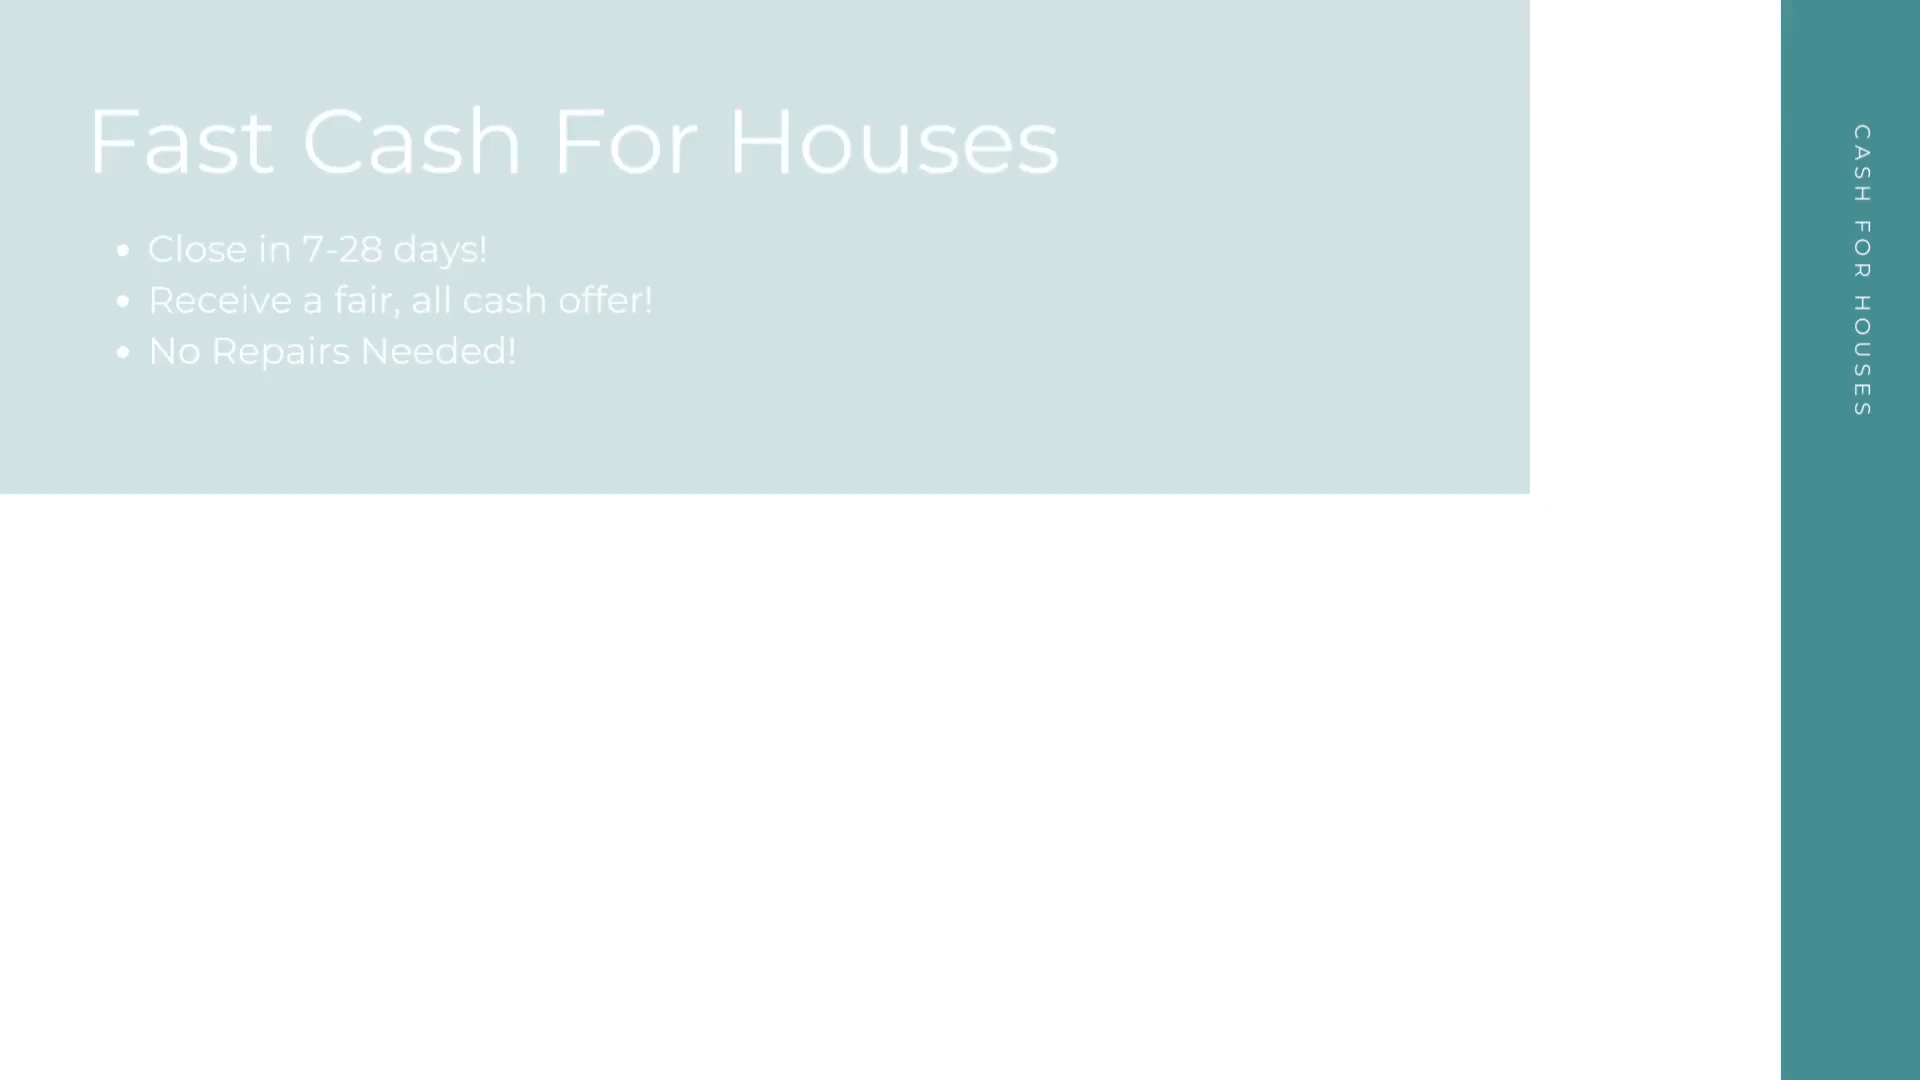 Fast Cash For Houses
• Close in 7-28 days!
• Receive a fair, all cash offer!
• No Repairs Needed!
CASH FOR HOUSES